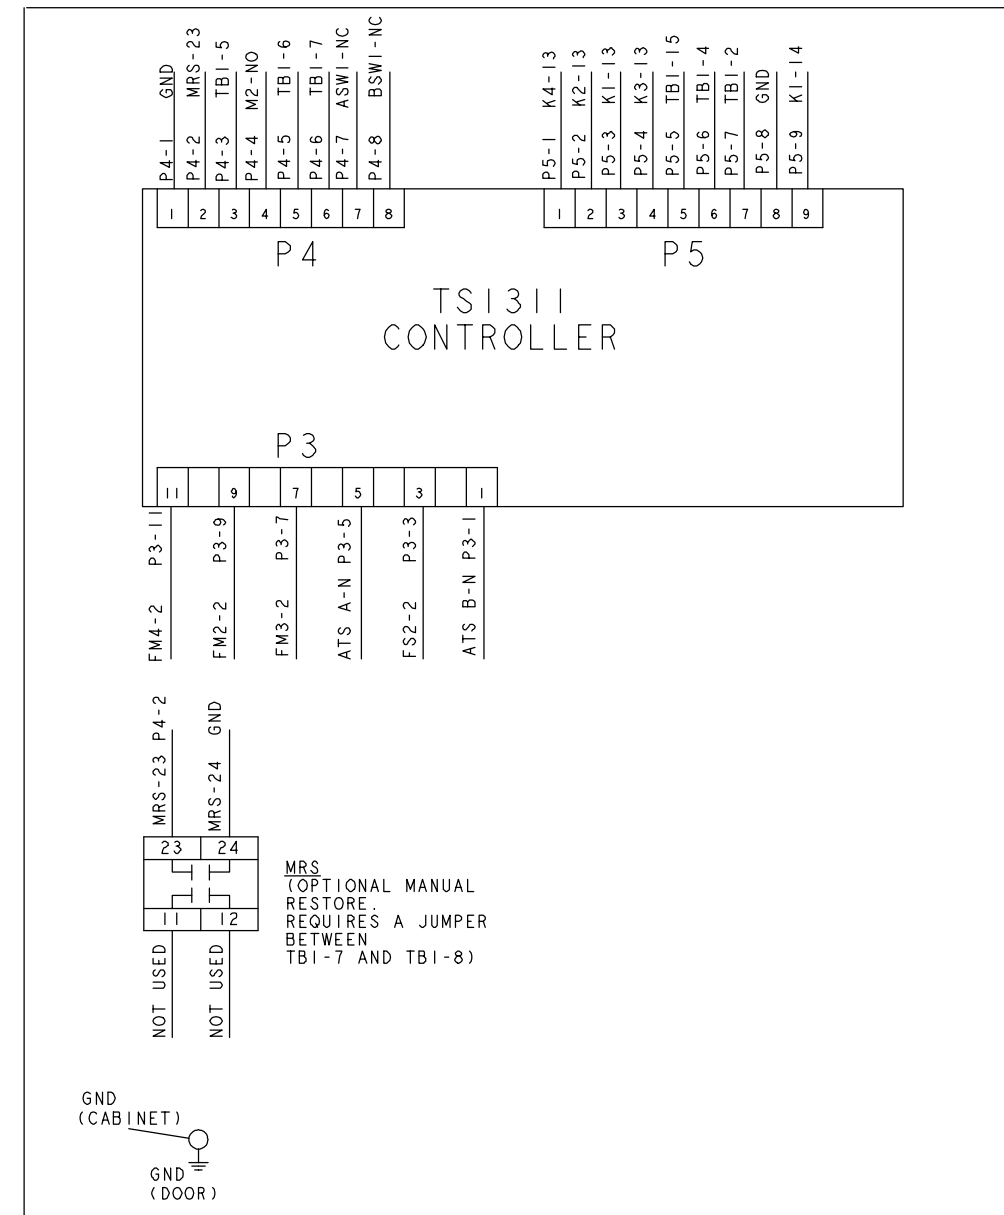 P4-1 GND
P4-2 MRS-23
P4-3 TB1-5
P4-4 M2-NO
P4-5 TB1-6
P4-6 TB1-7
P4-7 ASW1-NC
P4-8 BSW1-NC
P5-1 K4-13
P5-2 K2-13
P5-3 K1-13
P5-4 K3-13
P5-5 TB1-15
P5-6 TB1-4
P5-7 TB1-2
P5-8 GND
P5-9 K1-14
1 2 3 4 5 6 7 8
1 2 3 4 5 6 7 8 9
P4
P5
TS1311
CONTROLLER
P3
11 9 7 5 3 1
FM4-2 P3-11
FM2-2 P3-9
FM3-2 P3-7
ATS A-N P3-5
FS2-2 P3-3
ATS B-N P3-1
MRS-23 P4-2
MRS-24 GND
23 24
11 12
MRS
(OPTIONAL MANUAL
RESTORE.
REQUIRES A JUMPER
BETWEEN
TB1-7 AND TB1-8)
NOT USED
NOT USED
GND
(CABINET)
GND
(DOOR)